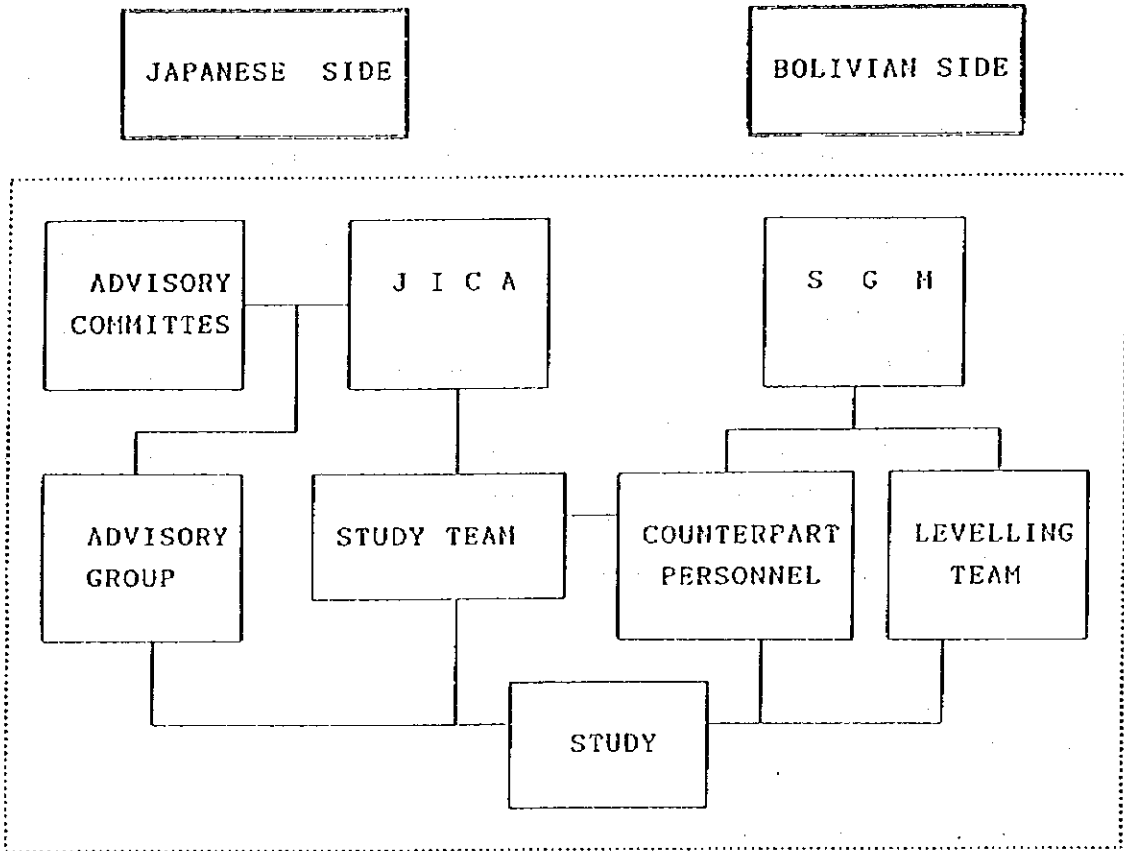 JAPANESE SIDE
BOLIVIAN SIDE
ADVISORY
COMMITTES
J I C A
S G M
ADVISORY
GROUP
STUDY TEAM
COUNTERPART
PERSONNEL
LEVELLING
TEAM
STUDY